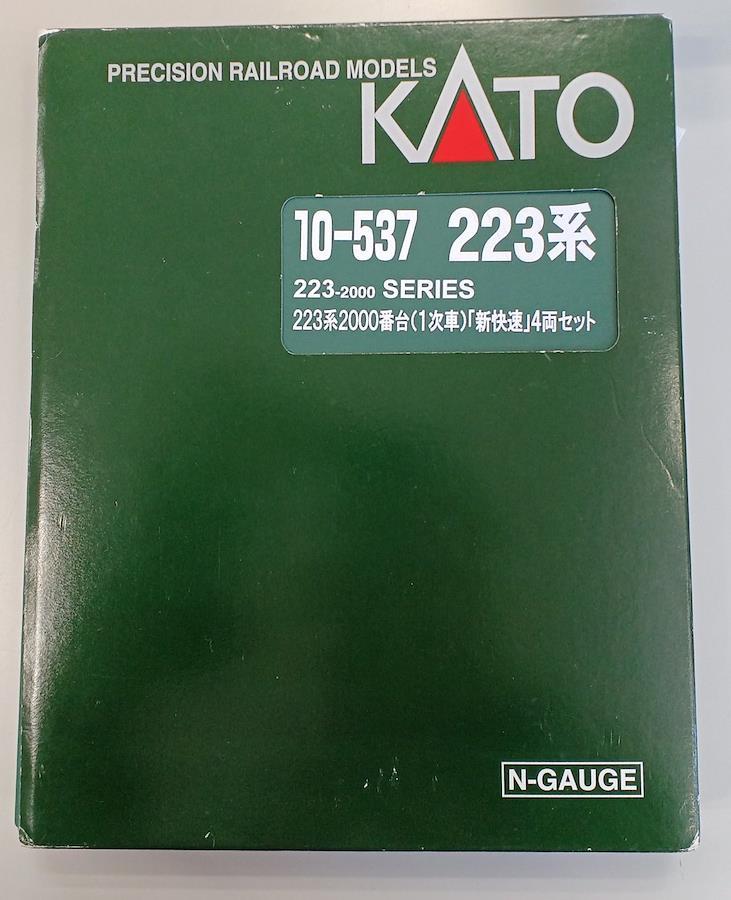 PRECISION RAILROAD MODELS
KATO
10-537 223系
223-2000 SERIES
223系2000番台(1次車)「新快速」4両セット
N-GAUGE